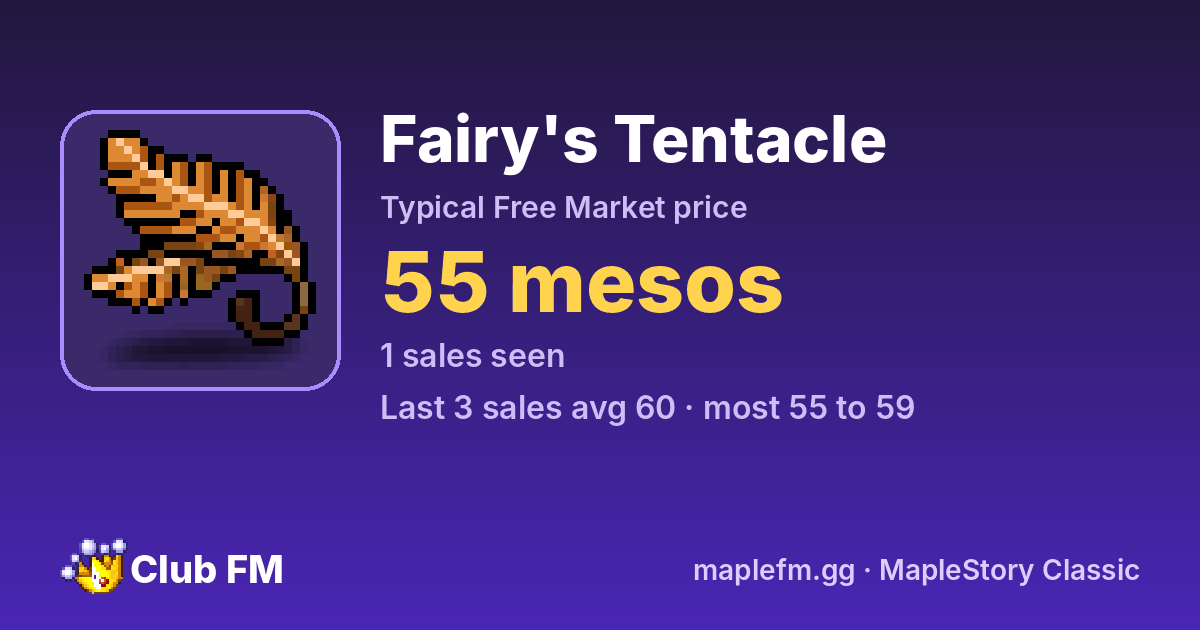 Fairy's Tentacle
Typical Free Market price
55 mesos
1 sales seen
Last 3 sales avg 60 · most 55 to 59
Club FM
maplefm.gg · MapleStory Classic